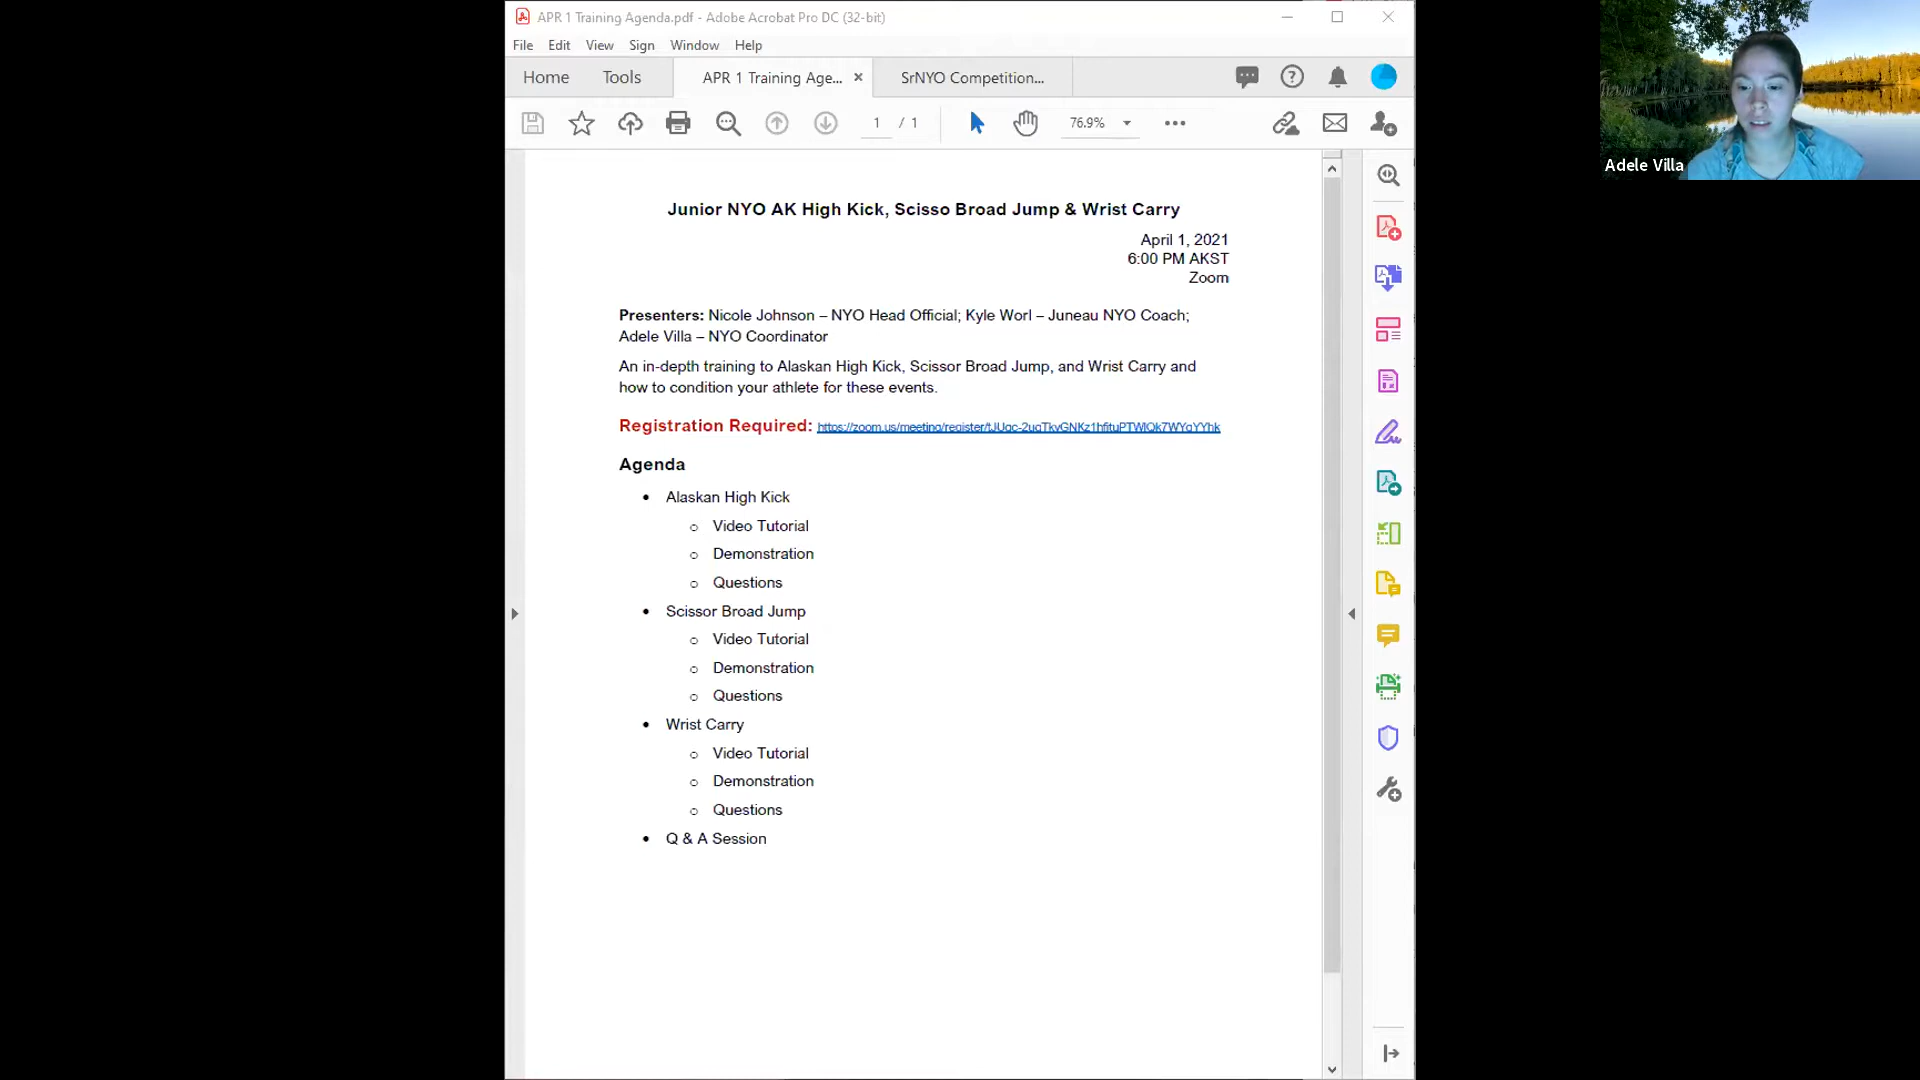 APR 1 Training Agenda.pdf - Adobe Acrobat Pro DC (32-bit)
File Edit View Sign Window Help
Home Tools APR 1 Training Age... SrNYO Competition...
1 / 1 76.9%
Adele Villa
Junior NYO AK High Kick, Scisso Broad Jump & Wrist Carry
April 1, 2021
6:00 PM AKST
Zoom
Presenters: Nicole Johnson – NYO Head Official; Kyle Worl – Juneau NYO Coach;
Adele Villa – NYO Coordinator
An in-depth training to Alaskan High Kick, Scissor Broad Jump, and Wrist Carry and
how to condition your athlete for these events.
Registration Required:
Agenda
• Alaskan High Kick
o Video Tutorial
o Demonstration
o Questions
• Scissor Broad Jump
o Video Tutorial
o Demonstration
o Questions
• Wrist Carry
o Video Tutorial
o Demonstration
o Questions
• Q & A Session